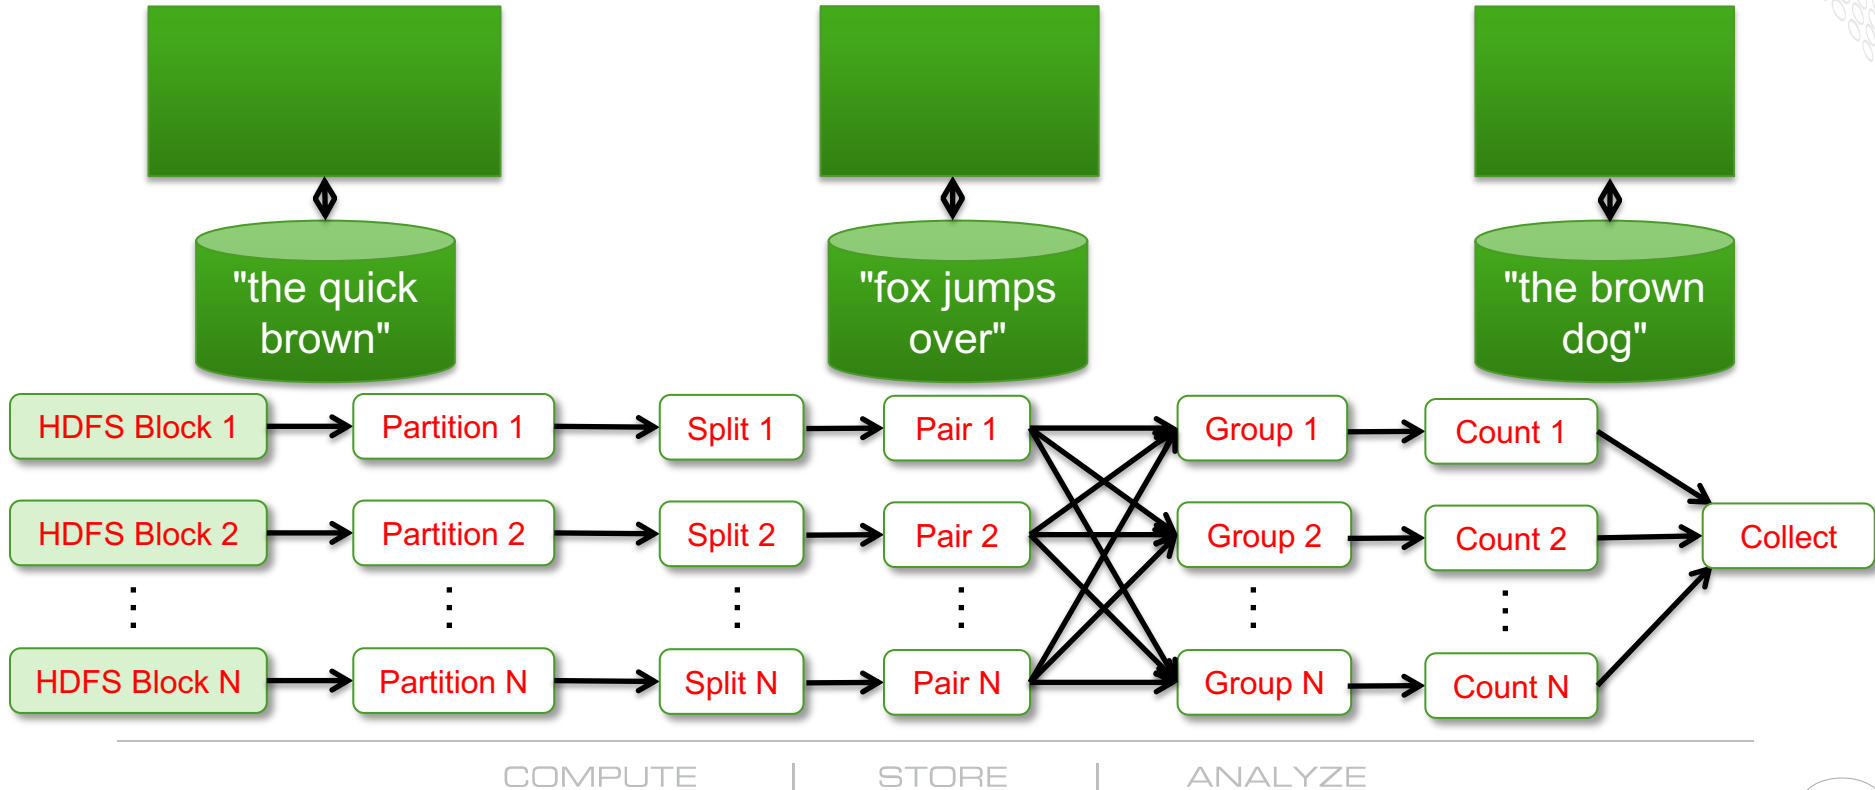 "the quick
brown"
"fox jumps
over"
"the brown
dog"
HDFS Block 1
Partition 1
Split 1
Pair 1
Group 1
Count 1
HDFS Block 2
Partition 2
Split 2
Pair 2
Group 2
Count 2
Collect
HDFS Block N
Partition N
Split N
Pair N
Group N
Count N
COMPUTE | STORE | ANALYZE